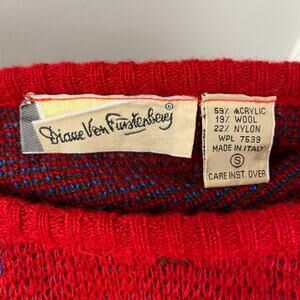 Diane Von Furstenberg ®
59% ACRYLIC
19% WOOL
22% NYLON
WPL 7539
MADE IN ITALY
S
CARE INST. OVER